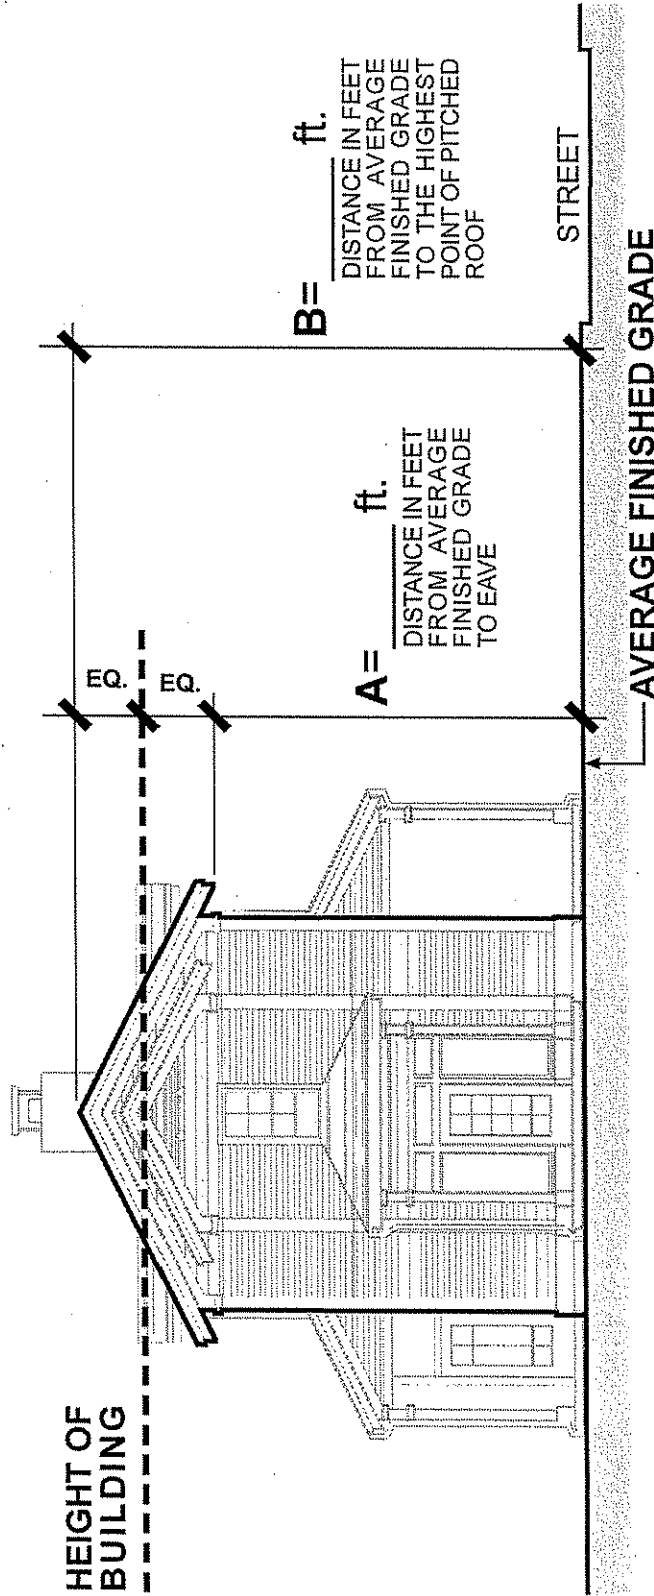 HEIGHT OF
BUILDING
EQ.
EQ.
A= ft.
DISTANCE IN FEET
FROM AVERAGE
FINISHED GRADE
TO EAVE
B= ft.
DISTANCE IN FEET
FROM AVERAGE
FINISHED GRADE
TO THE HIGHEST
POINT OF PITCHED
ROOF
STREET
AVERAGE FINISHED GRADE